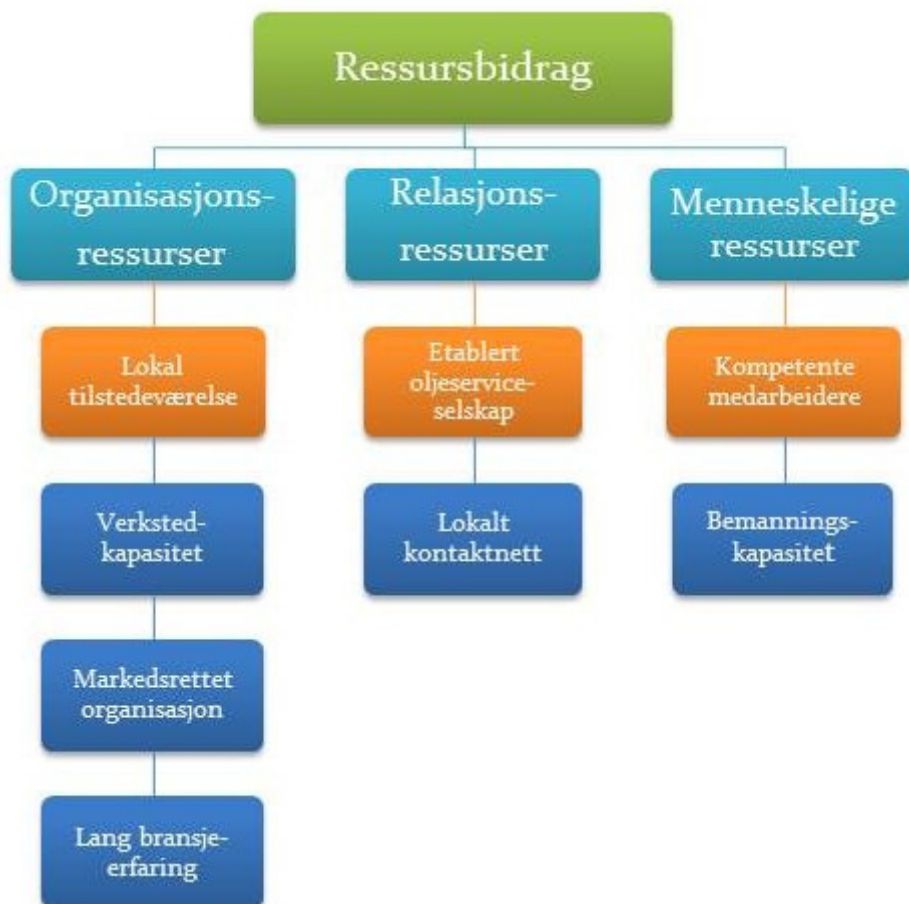 Ressursbidrag
Organisasjons-
ressurser
Relasjons-
ressurser
Menneskelige
ressurser
Lokal
tilstedeværelse
Etablert
oljeservice-
selskap
Kompetente
medarbeidere
Verksted-
kapasitet
Lokalt
kontaktnett
Bemannings-
kapasitet
Markedsrettet
organisasjon
Lang bransje-
erfaring